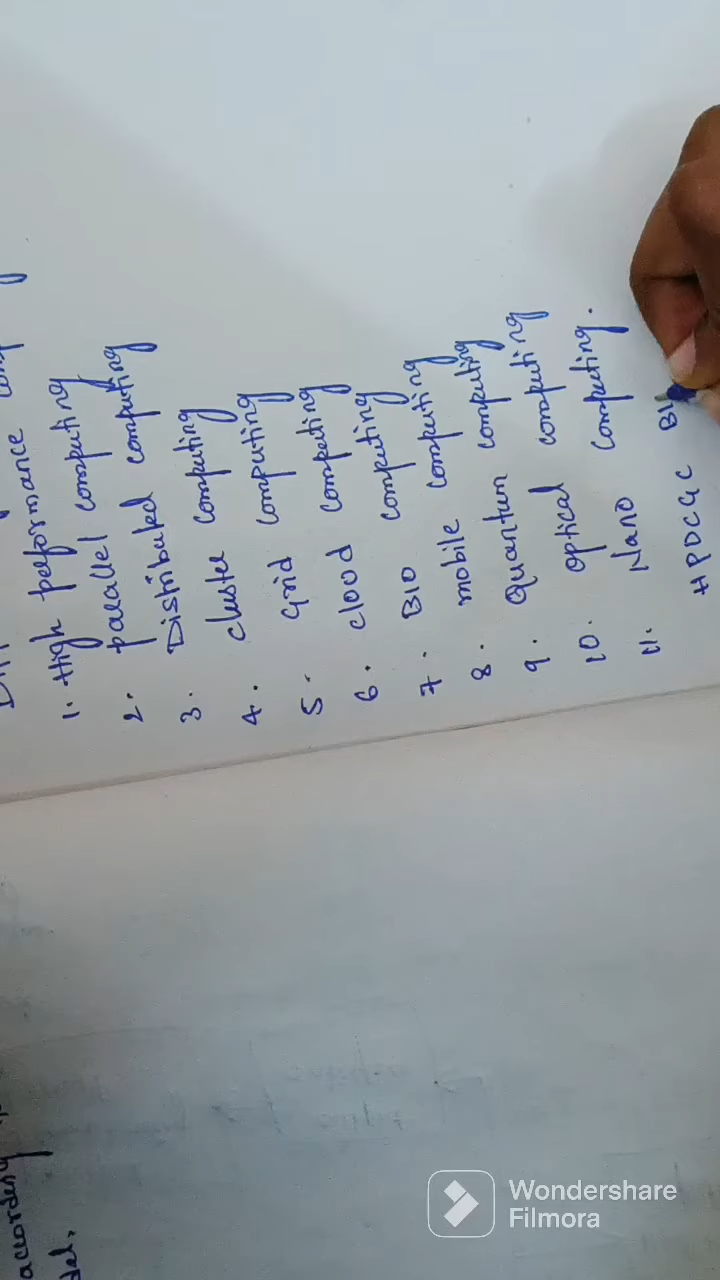 1. High performance computing
2. parallel computing
3. Distributed computing
4. cluster computing
5. Grid computing
6. cloud computing
7. BIO computing
8. mobile computing
9. Quantum computing
10. optical computing
11. Nano computing.
HPDCGC
Wondershare
Filmora